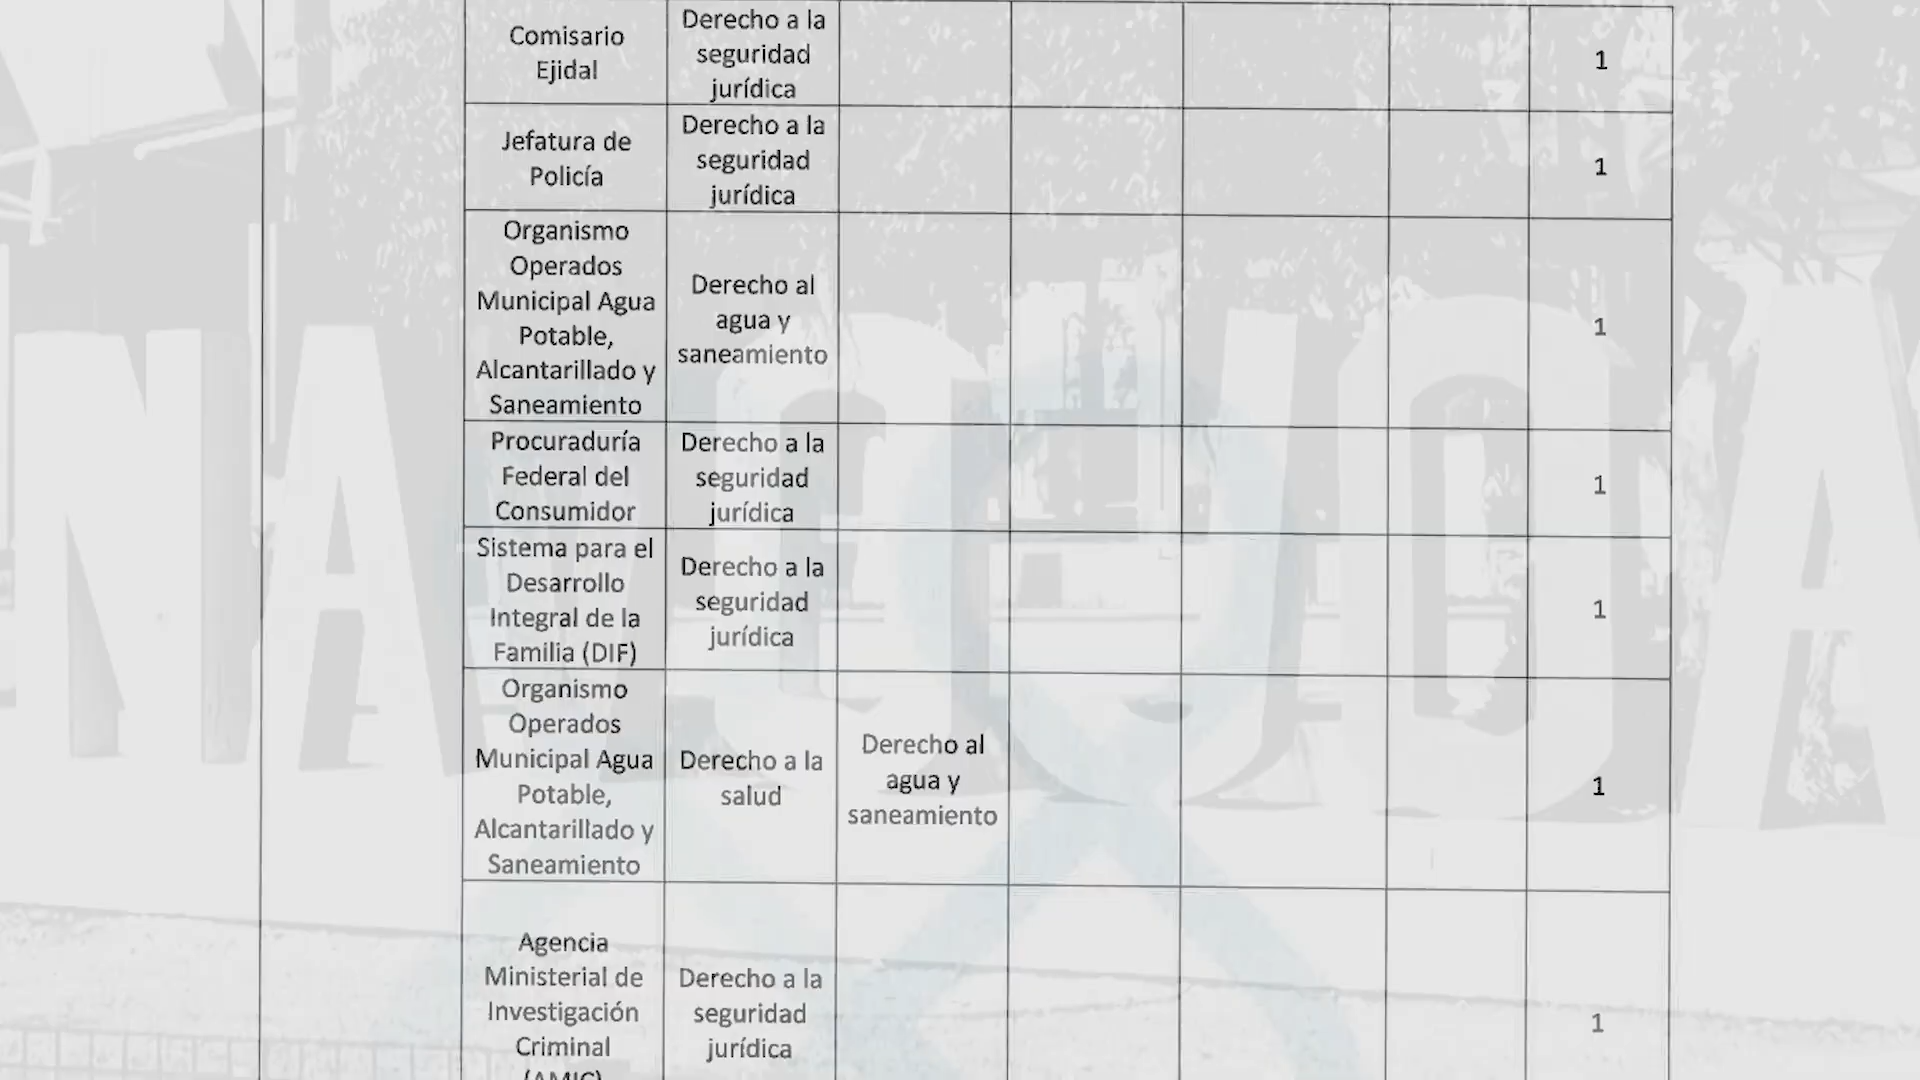 Comisario
Ejidal
Derecho a la
seguridad
jurídica
1
Jefatura de
Policía
Derecho a la
seguridad
jurídica
1
Organismo
Operados
Municipal Agua
Potable,
Alcantarillado y
Saneamiento
Derecho al
agua y
saneamiento
1
Procuraduría
Federal del
Consumidor
Derecho a la
seguridad
jurídica
1
Sistema para el
Desarrollo
Integral de la
Familia (DIF)
Derecho a la
seguridad
jurídica
1
Organismo
Operados
Municipal Agua
Potable,
Alcantarillado y
Saneamiento
Derecho a la
salud
Derecho al
agua y
saneamiento
1
Agencia
Ministerial de
Investigación
Criminal
(AMIC)
Derecho a la
seguridad
jurídica
1